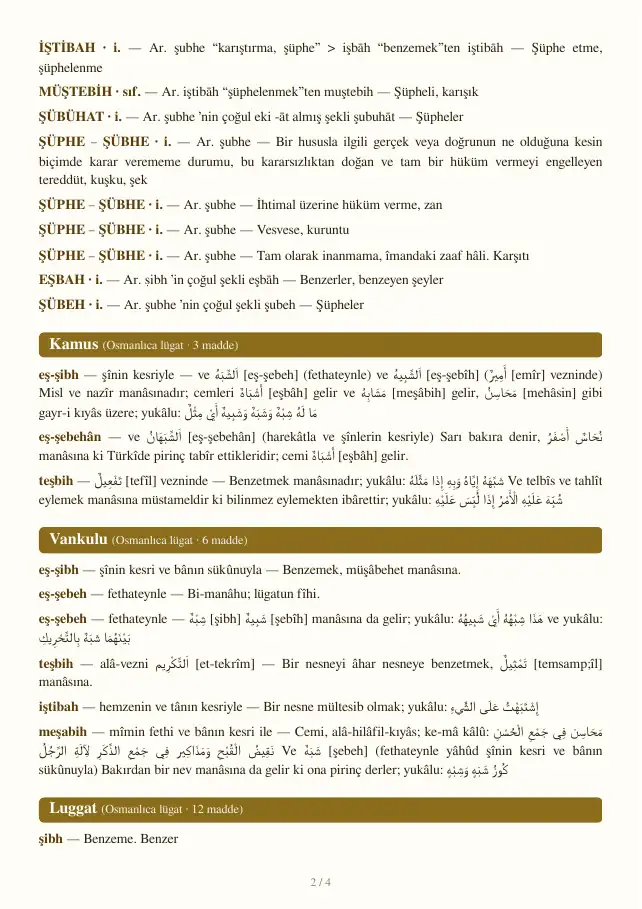 İŞTİBAH · i. — Ar. şubhe “karıştırma, şüphe” > işbāh “benzemek”ten iştibāh — Şüphe etme,
şüphelenme
MÜŞTEBİH · sıf. — Ar. iştibāh “şüphelenmek”ten muştebih — Şüpheli, karışık
ŞÜBÜHAT · i. — Ar. şubhe ’nin çoğul eki -āt almış şekli şubuhāt — Şüpheler
ŞÜPHE – ŞÜBHE · i. — Ar. şubhe — Bir hususla ilgili gerçek veya doğrunun ne olduğuna kesin
biçimde karar verememe durumu, bu kararsızlıktan doğan ve tam bir hüküm vermeyi engelleyen
tereddüt, kuşku, şek
ŞÜPHE – ŞÜBHE · i. — Ar. şubhe — İhtimal üzerine hüküm verme, zan
ŞÜPHE – ŞÜBHE · i. — Ar. şubhe — Vesvese, kuruntu
ŞÜPHE – ŞÜBHE · i. — Ar. şubhe — Tam olarak inanmama, îmandaki zaaf hâli. Karşıtı
EŞBAH · i. — Ar. ṣibh ’in çoğul şekli eşbāh — Benzerler, benzeyen şeyler
ŞÜBEH · i. — Ar. şubhe ’nin çoğul şekli şubeh — Şüpheler
Kamus (Osmanlıca lügat · 3 madde)
eş-şibh — şînin kesriyle — ve اَلشَّبَهُ [eş-şebeh] (fethateynle) ve اَلشَّبِيهُ [eş-şebîh] (أَمِيرٌ [emîr] vezninde)
Misl ve nazîr manâsınadır; cemleri أَشْبَاهٌ [eşbâh] gelir ve مَشَابِهُ [meşâbih] gelir, مَحَاسِنُ [mehâsin] gibi
gayr-i kıyâs üzere; yukâlu: مَا لَهُ شِبْهٌ وَشَبَهٌ وَشَبِيهٌ أَيْ مِثْلٌ
eş-şebehân — ve اَلشَّبَهَانُ [eş-şebehân] (harekâtla ve şînlerin kesriyle) Sarı bakıra denir, نُحَاسٌ أَصْفَرُ
manâsına ki Türkîde pirinç tabîr ettikleridir; cemi أَشْبَاهٌ [eşbâh] gelir.
teşbih — تَفْعِيلٌ [tefîl] vezninde — Benzetmek manâsınadır; yukâlu: شَبَّهَهُ إِيَّاهُ وَبِهِ إِذَا مَثَّلَهُ Ve telbîs ve tahlît
eylemek manâsına müstameldir ki bilinmez eylemekten ibârettir; yukâlu: شُبِّهَ عَلَيْهِ الْأَمْرُ إِذَا لُبِّسَ عَلَيْهِ
Vankulu (Osmanlıca lügat · 6 madde)
eş-şibh — şînin kesri ve bânın sükûnuyla — Benzemek, müşâbehet manâsına.
eş-şebeh — fethateynle — Bi-manâhu; lügatun fîhi.
eş-şebeh — fethateynle — شِبْهٌ [şibh] شَبِيهٌ [şebîh] manâsına da gelir; yukâlu: هَذَا شِبْهُهُ أَيْ شَبِيهُهُ ve yukâlu:
بَيْنَهُمَا شَبَهٌ بِالتَّحْرِيكِ
teşbih — alâ-vezni اَلتَّكْرِيم [et-tekrîm] — Bir nesneyi âhar nesneye benzetmek, تَمْثِيلٌ [temsamp;îl]
manâsına.
iştibah — hemzenin ve tânın kesriyle — Bir nesne mültesib olmak; yukâlu: إِشْتَبَهْتُ عَلَى الشَّيْءِ
meşabih — mîmin fethi ve bânın kesri ile — Cemi, alâ-hilâfil-kıyâs; ke-mâ kâlû: مَحَاسِن فِي جَمْعِ الْحُسْنِ
نَقِيضُ الْقُبْحِ وَمَذَاكِير فِي جَمْعِ الذَّكَرِ لِآلَةِ الرَّجُلُ Ve شَبَهٌ [şebeh] (fethateynle yâhûd şînin kesri ve bânın
sükûnuyla) Bakırdan bir nev manâsına da gelir ki ona pirinç derler; yukâlu: كُوزُ شَبَهٍ وَشِبْهٍ
Luggat (Osmanlıca lügat · 12 madde)
şibh — Benzeme. Benzer
2 / 4